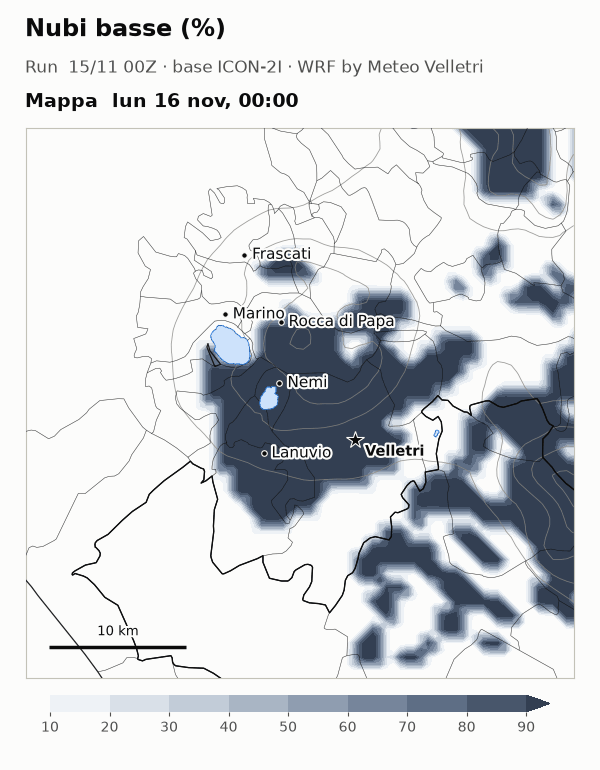 Nubi basse (%)
Run  15/11 00Z · base ICON-2I · WRF by Meteo Velletri
Mappa  lun 16 nov, 00:00
Frascati
Marino
Rocca di Papa
Nemi
Velletri
Lanuvio
10 km
10 20 30 40 50 60 70 80 90